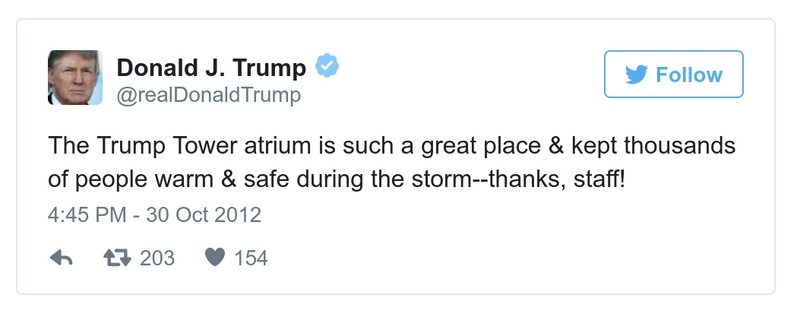 Donald J. Trump
@realDonaldTrump
Follow
The Trump Tower atrium is such a great place & kept thousands
of people warm & safe during the storm--thanks, staff!
4:45 PM - 30 Oct 2012
203 154